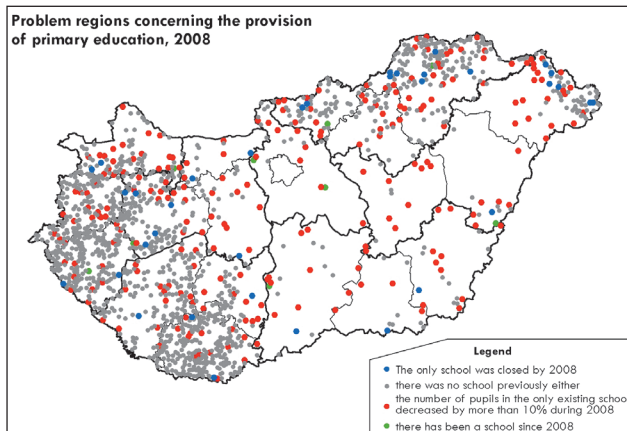 Problem regions concerning the provision
of primary education, 2008
Legend
The only school was closed by 2008
there was no school previously either
the number of pupils in the only existing school
decreased by more than 10% during 2008
there has been a school since 2008